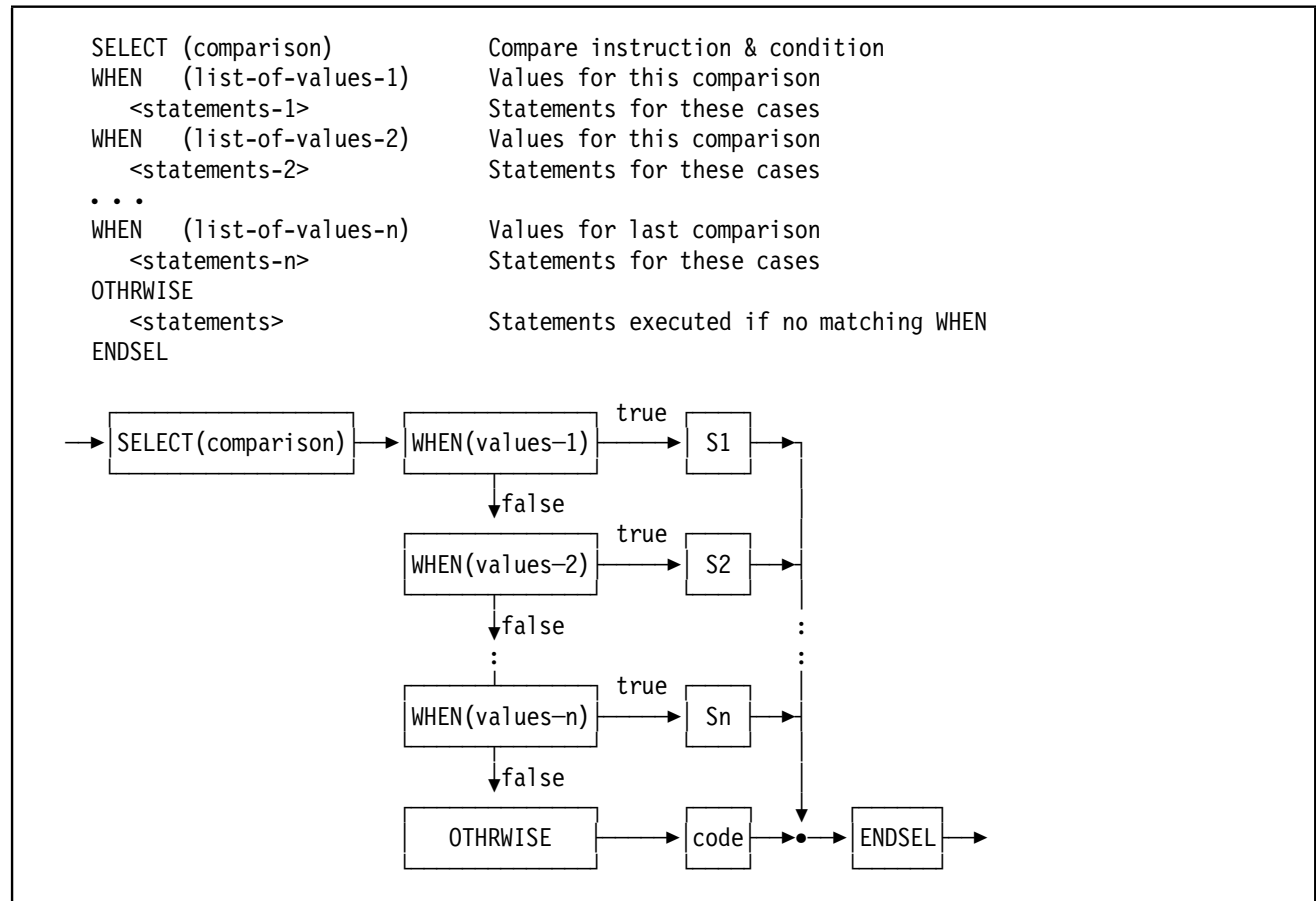 SELECT (comparison) Compare instruction & condition
WHEN (list-of-values-1) Values for this comparison
<statements-1> Statements for these cases
WHEN (list-of-values-2) Values for this comparison
<statements-2> Statements for these cases
• • •
WHEN (list-of-values-n) Values for last comparison
<statements-n> Statements for these cases
OTHRWISE
<statements> Statements executed if no matching WHEN
ENDSEL
true
SELECT(comparison) WHEN(values—1) S1
false
true
WHEN(values—2) S2
false :
: :
true
WHEN(values—n) Sn
false
OTHRWISE code ENDSEL